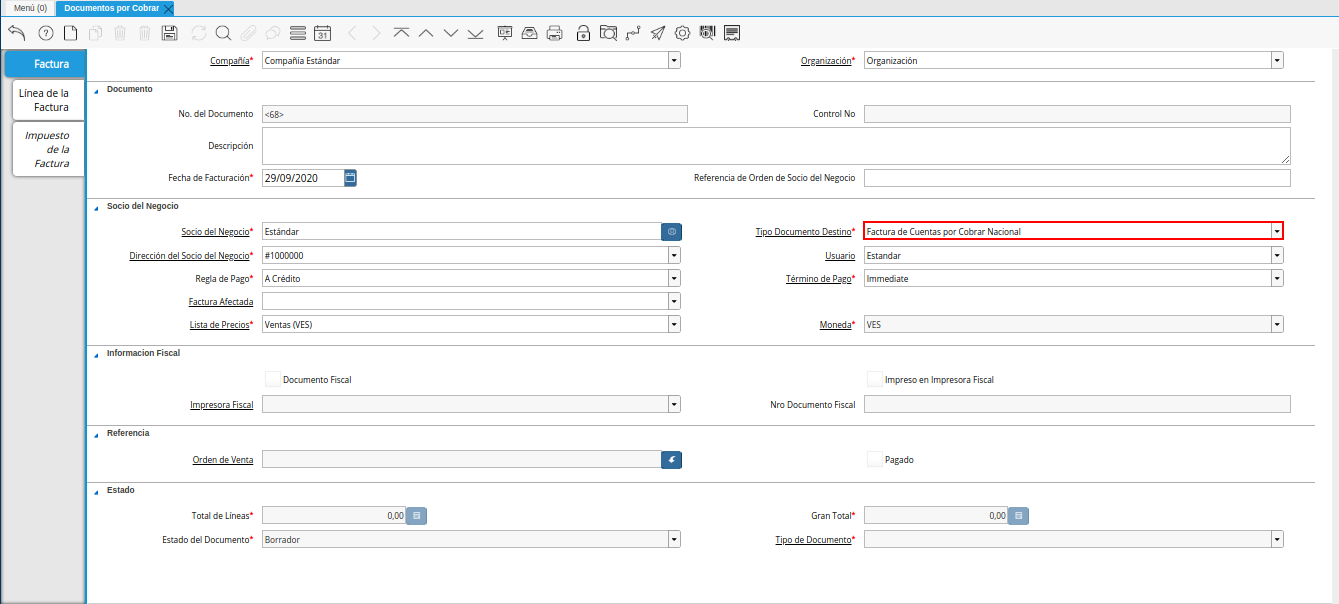 Menú (0) Documentos por Cobrar
31
Factura
Línea de la
Factura
Impuesto
de la
Factura
Compañía* Compañía Estándar Organización* Organización
Documento
No. del Documento <68> Control No
Descripción
Fecha de Facturación* 29/09/2020 Referencia de Orden de Socio del Negocio
Socio del Negocio
Socio del Negocio* Estándar Tipo Documento Destino* Factura de Cuentas por Cobrar Nacional
Dirección del Socio del Negocio* #1000000 Usuario Estandar
Regla de Pago* A Crédito Término de Pago* Immediate
Factura Afectada
Lista de Precios* Ventas (VES) Moneda* VES
Informacion Fiscal
Documento Fiscal Impreso en Impresora Fiscal
Impresora Fiscal Nro Documento Fiscal
Referencia
Orden de Venta Pagado
Estado
Total de Líneas* 0,00 Gran Total* 0,00
Estado del Documento* Borrador Tipo de Documento*